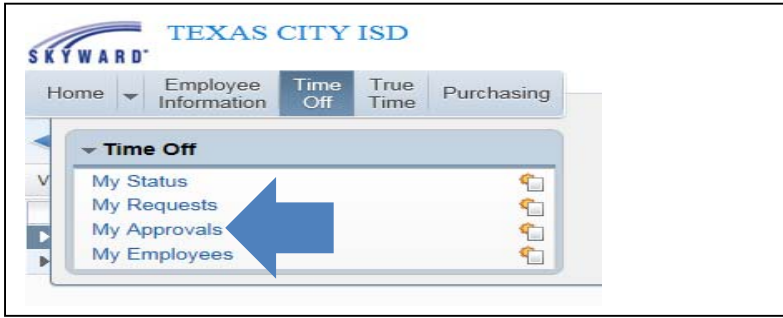 TEXAS CITY ISD
SKYWARD
Home
Employee Information
Time Off
True Time
Purchasing
Time Off
V
My Status
My Requests
My Approvals
My Employees